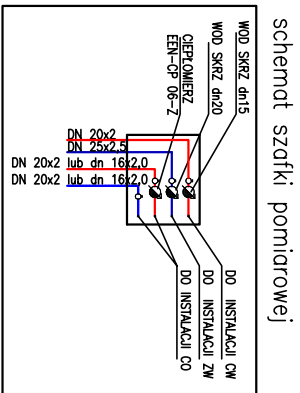 schemat szafki pomiarowej
WOD SKRZ dn15
WOD SKRZ dn20
CIEPŁOMIERZ
EEN-CP 06-Z
DN 20x2
DN 25x2,5
DN 20x2 lub dn 16x2,0
DN 20x2 lub dn 16x2,0
DO INSTALACJI CW
DO INSTALACJI ZW
DO INSTALACJI CO